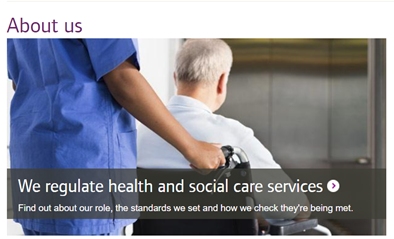 About us
We regulate health and social care services
Find out about our role, the standards we set and how we check they're being met.